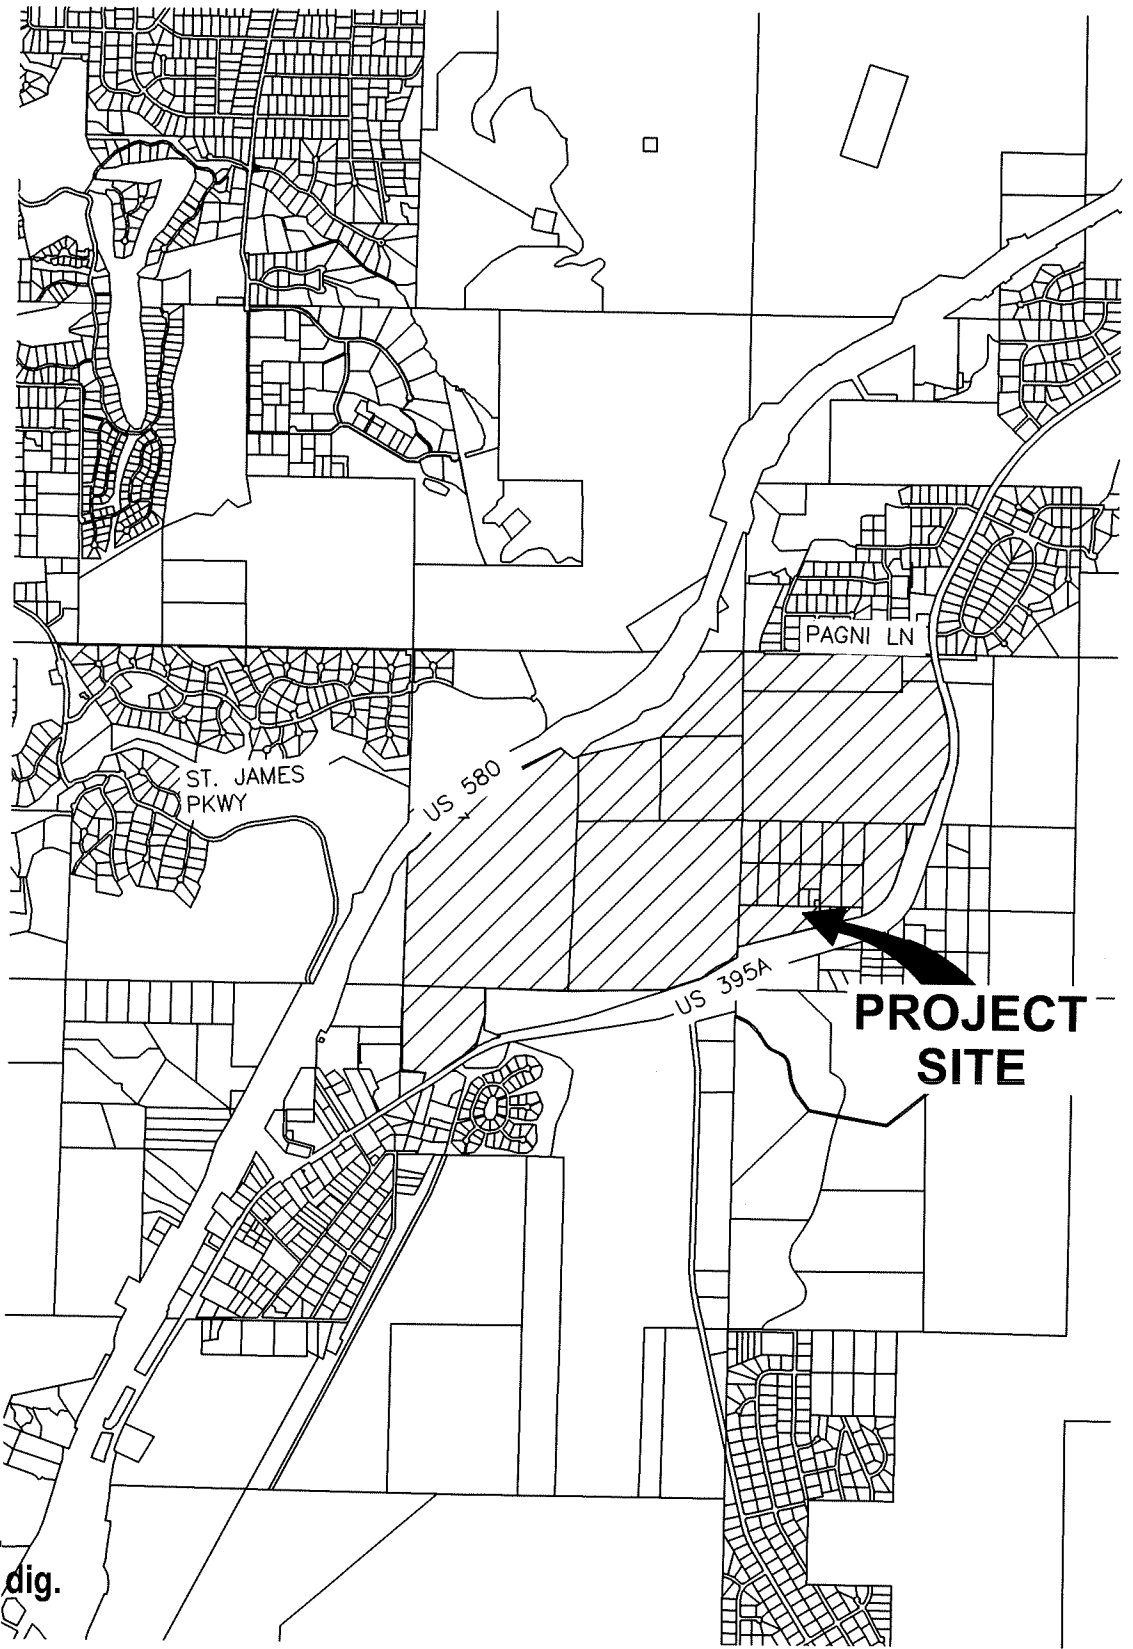 PAGNI LN
ST. JAMES
PKWY
US 580
US 395A
PROJECT
SITE
dig.